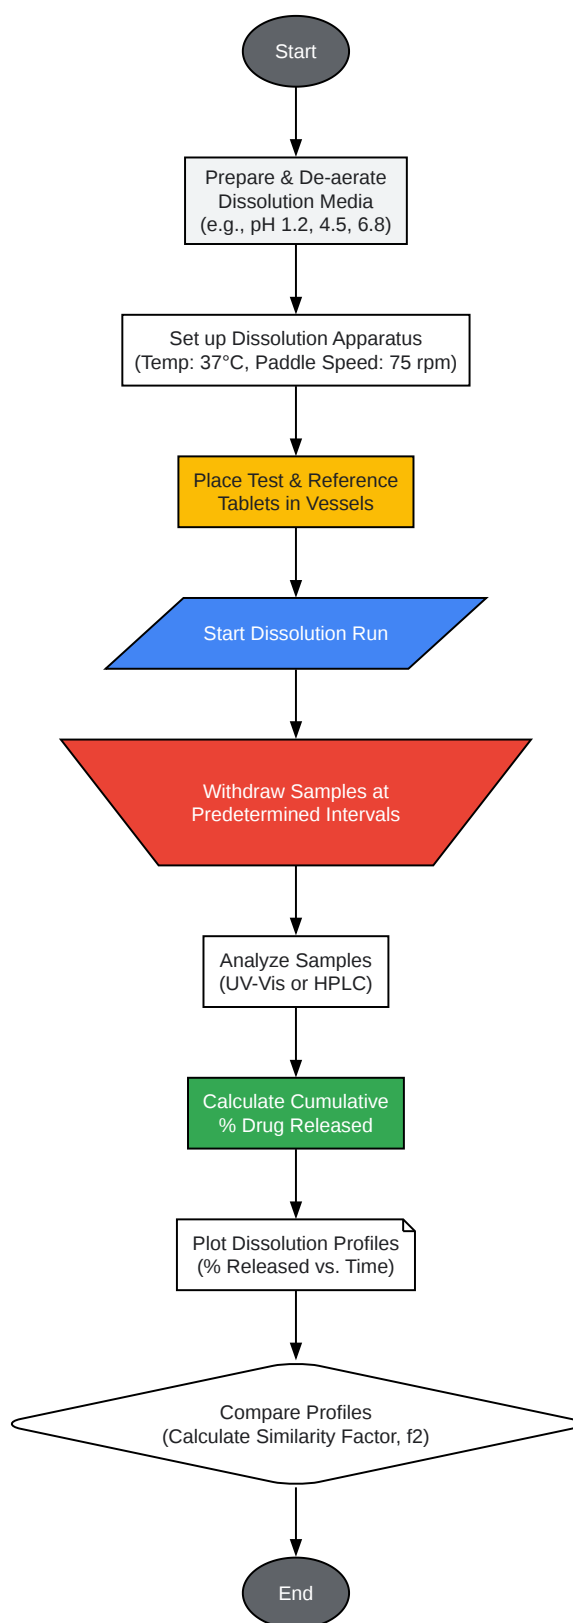 Start
Prepare & De-aerate
Dissolution Media
(e.g., pH 1.2, 4.5, 6.8)
Set up Dissolution Apparatus
(Temp: 37°C, Paddle Speed: 75 rpm)
Place Test & Reference
Tablets in Vessels
Start Dissolution Run
Withdraw Samples at
Predetermined Intervals
Analyze Samples
(UV-Vis or HPLC)
Calculate Cumulative
% Drug Released
Plot Dissolution Profiles
(% Released vs. Time)
Compare Profiles
(Calculate Similarity Factor, f2)
End